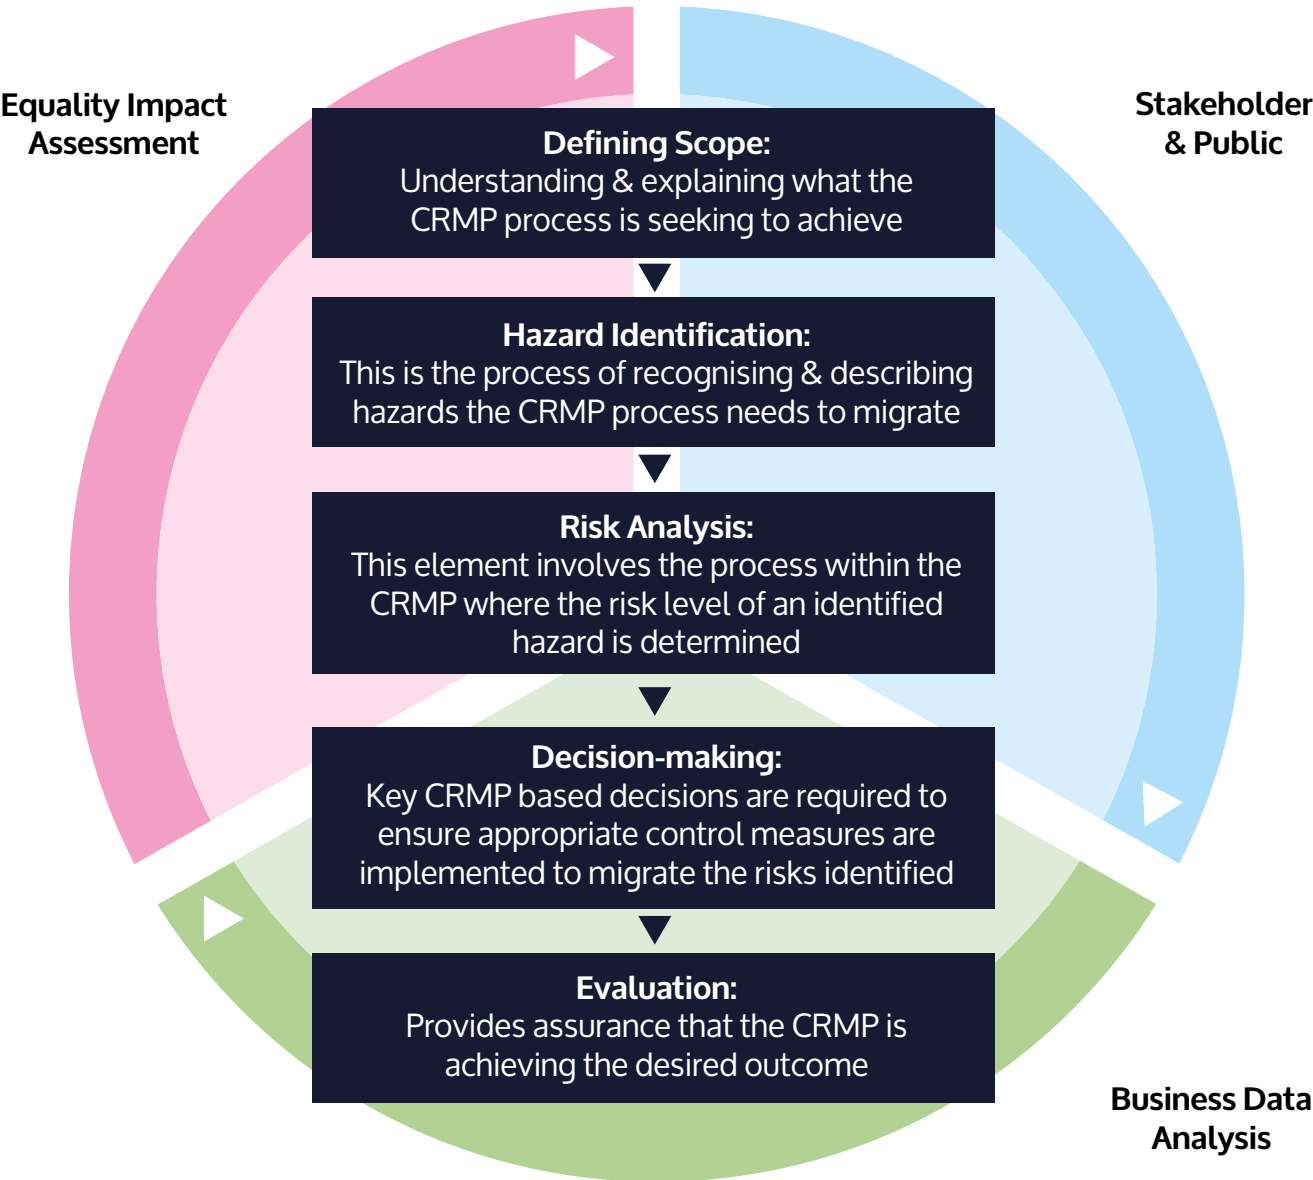 Equality Impact
Assessment
Stakeholder
& Public
Defining Scope:
Understanding & explaining what the
CRMP process is seeking to achieve
Hazard Identification:
This is the process of recognising & describing
hazards the CRMP process needs to migrate
Risk Analysis:
This element involves the process within the
CRMP where the risk level of an identified
hazard is determined
Decision-making:
Key CRMP based decisions are required to
ensure appropriate control measures are
implemented to migrate the risks identified
Evaluation:
Provides assurance that the CRMP is
achieving the desired outcome
Business Data
Analysis